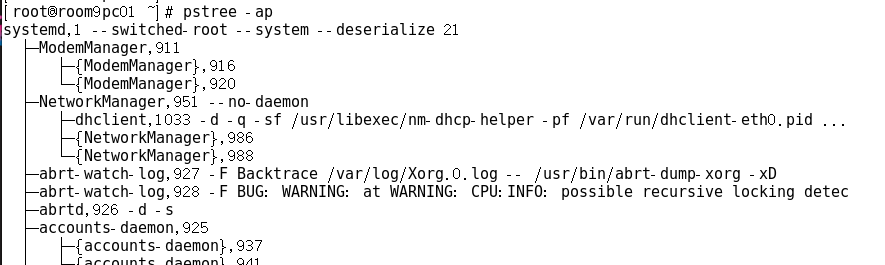 [root@room9pc01 ~]# pstree -ap
systemd,1 --switched-root --system --deserialize 21
├─ModemManager,911
│   ├─{ModemManager},916
│   └─{ModemManager},920
├─NetworkManager,951 --no-daemon
│   ├─dhclient,1033 -d -q -sf /usr/libexec/nm-dhcp-helper -pf /var/run/dhclient-eth0.pid ...
│   ├─{NetworkManager},986
│   └─{NetworkManager},988
├─abrt-watch-log,927 -F Backtrace /var/log/Xorg.0.log -- /usr/bin/abrt-dump-xorg -xD
├─abrt-watch-log,928 -F BUG: WARNING: at WARNING: CPU:INFO: possible recursive locking detec
├─abrtd,926 -d -s
├─accounts-daemon,925
│   ├─{accounts-daemon},937
│   ├─{accounts-daemon},941